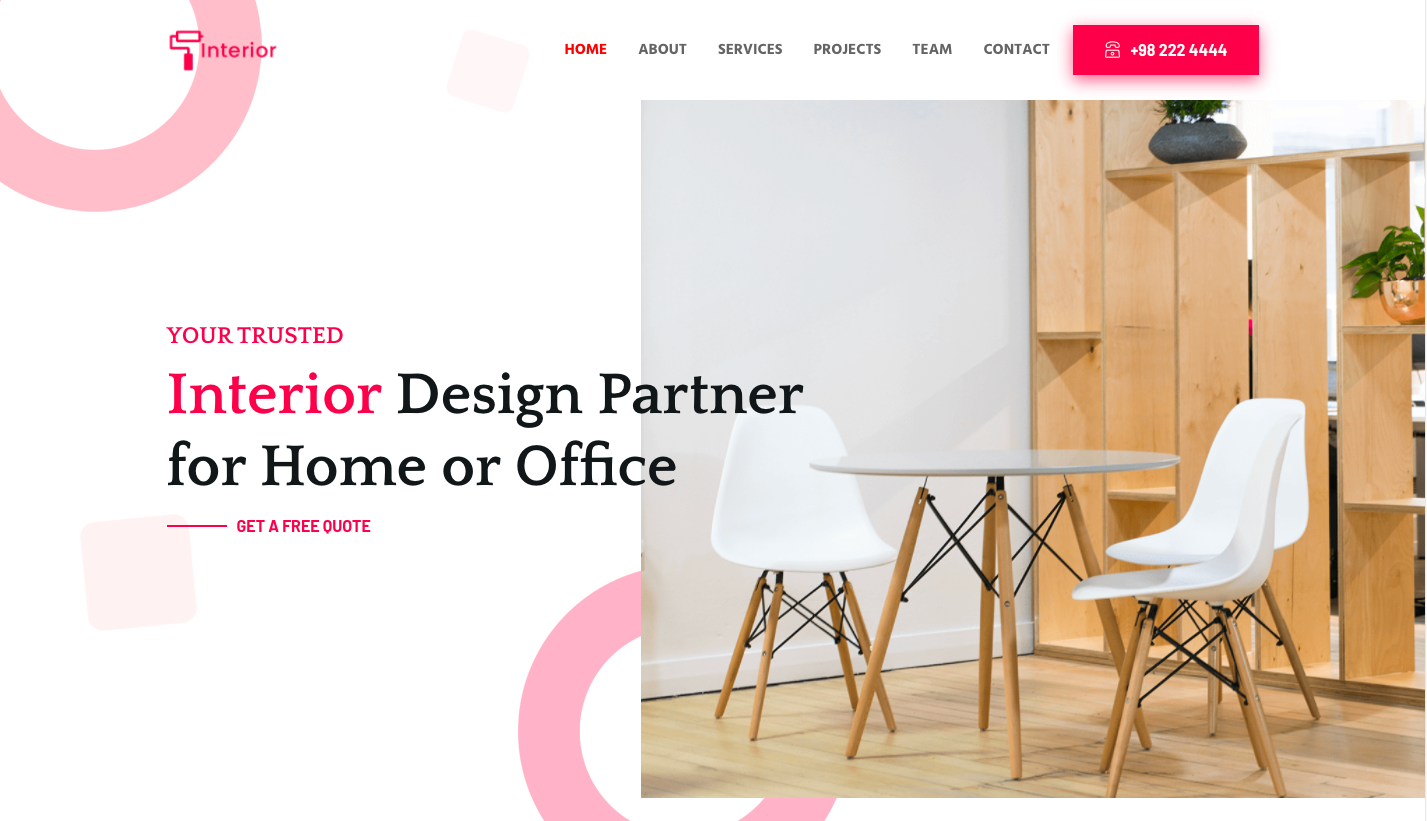 Interior
HOME ABOUT SERVICES PROJECTS TEAM CONTACT +98 222 4444
YOUR TRUSTED
Interior Design Partner
for Home or Office
GET A FREE QUOTE